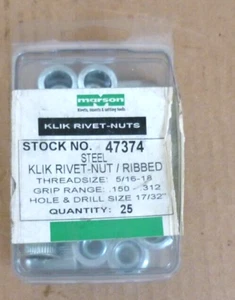 marson
KLIK RIVET-NUTS
STOCK NO. 47374
STEEL
KLIK RIVET-NUT / RIBBED
THREADSIZE: 5/16-18
GRIP RANGE: .150 - .312
HOLE & DRILL SIZE 17/32"
QUANTITY: 25